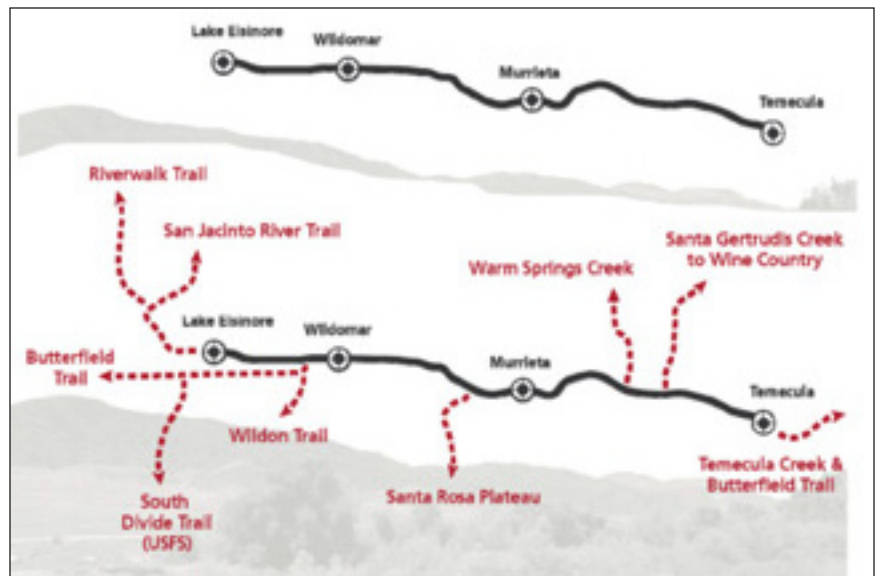 Lake Elsinore
Wildomar
Murrieta
Temecula
Riverwalk Trail
San Jacinto River Trail
Santa Gertrudis Creek
to Wine Country
Warm Springs Creek
Lake Elsinore
Wildomar
Butterfield
Trail
Murrieta
Temecula
Wildon Trail
Temecula Creek &
Butterfield Trail
Santa Rosa Plateau
South
Divide Trail
(USFS)